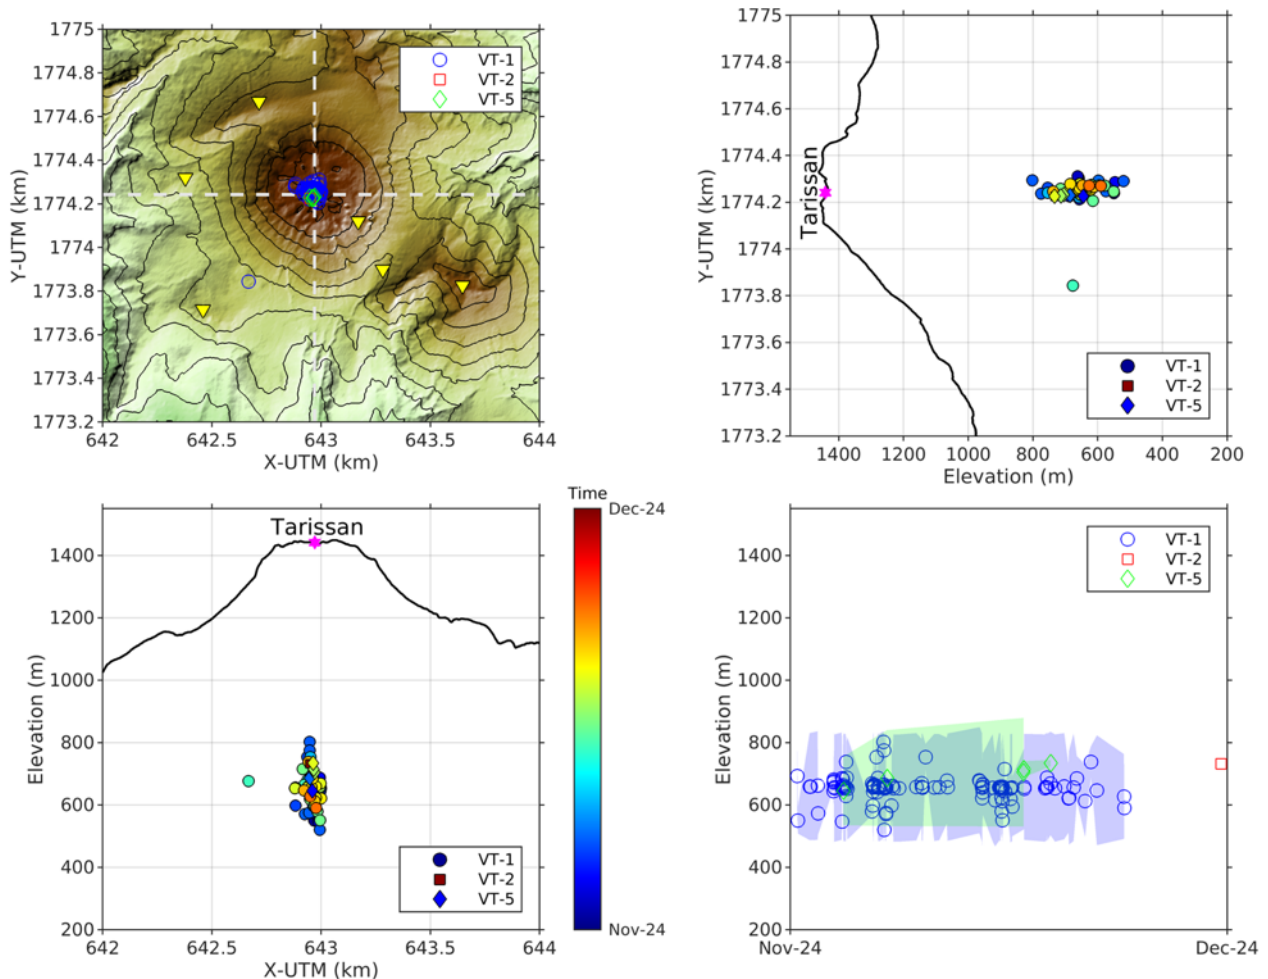 1775
1774.8
1774.6
1774.4
1774.2
1774
1773.8
1773.6
1773.4
1773.2
Y-UTM (km)
642
642.5
643
643.5
644
X-UTM (km)
VT-1
VT-2
VT-5
1775
1774.8
1774.6
1774.4
1774.2
1774
1773.8
1773.6
1773.4
1773.2
Y-UTM (km)
Tarissan
1400
1200
1000
800
600
400
200
Elevation (m)
VT-1
VT-2
VT-5
1400
1200
1000
800
600
400
200
Elevation (m)
Tarissan
642
642.5
643
643.5
644
X-UTM (km)
VT-1
VT-2
VT-5
Time
Dec-24
Nov-24
1400
1200
1000
800
600
400
200
Elevation (m)
Nov-24
Dec-24
VT-1
VT-2
VT-5